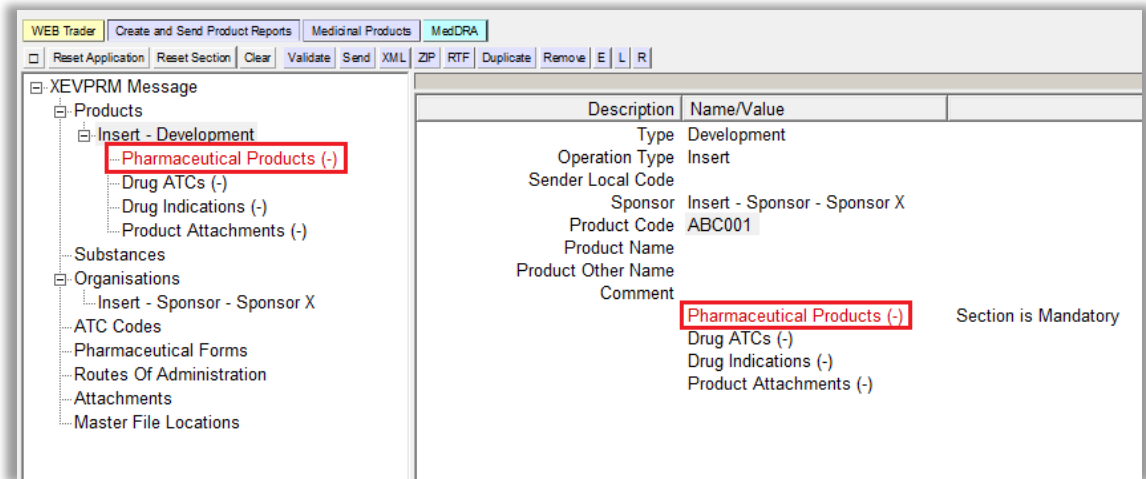 WEB Trader Create and Send Product Reports Medicinal Products MedDRA
Reset Application Reset Section Clear Validate Send XML ZIP RTF Duplicate Remove E L R
XEVPRM Message
Products
Insert - Development
Pharmaceutical Products (-)
Drug ATCs (-)
Drug Indications (-)
Product Attachments (-)
Substances
Organisations
Insert - Sponsor - Sponsor X
ATC Codes
Pharmaceutical Forms
Routes Of Administration
Attachments
Master File Locations
Description Name/Value
Type Development
Operation Type Insert
Sender Local Code
Sponsor Insert - Sponsor - Sponsor X
Product Code ABC001
Product Name
Product Other Name
Comment
Pharmaceutical Products (-) Section is Mandatory
Drug ATCs (-)
Drug Indications (-)
Product Attachments (-)